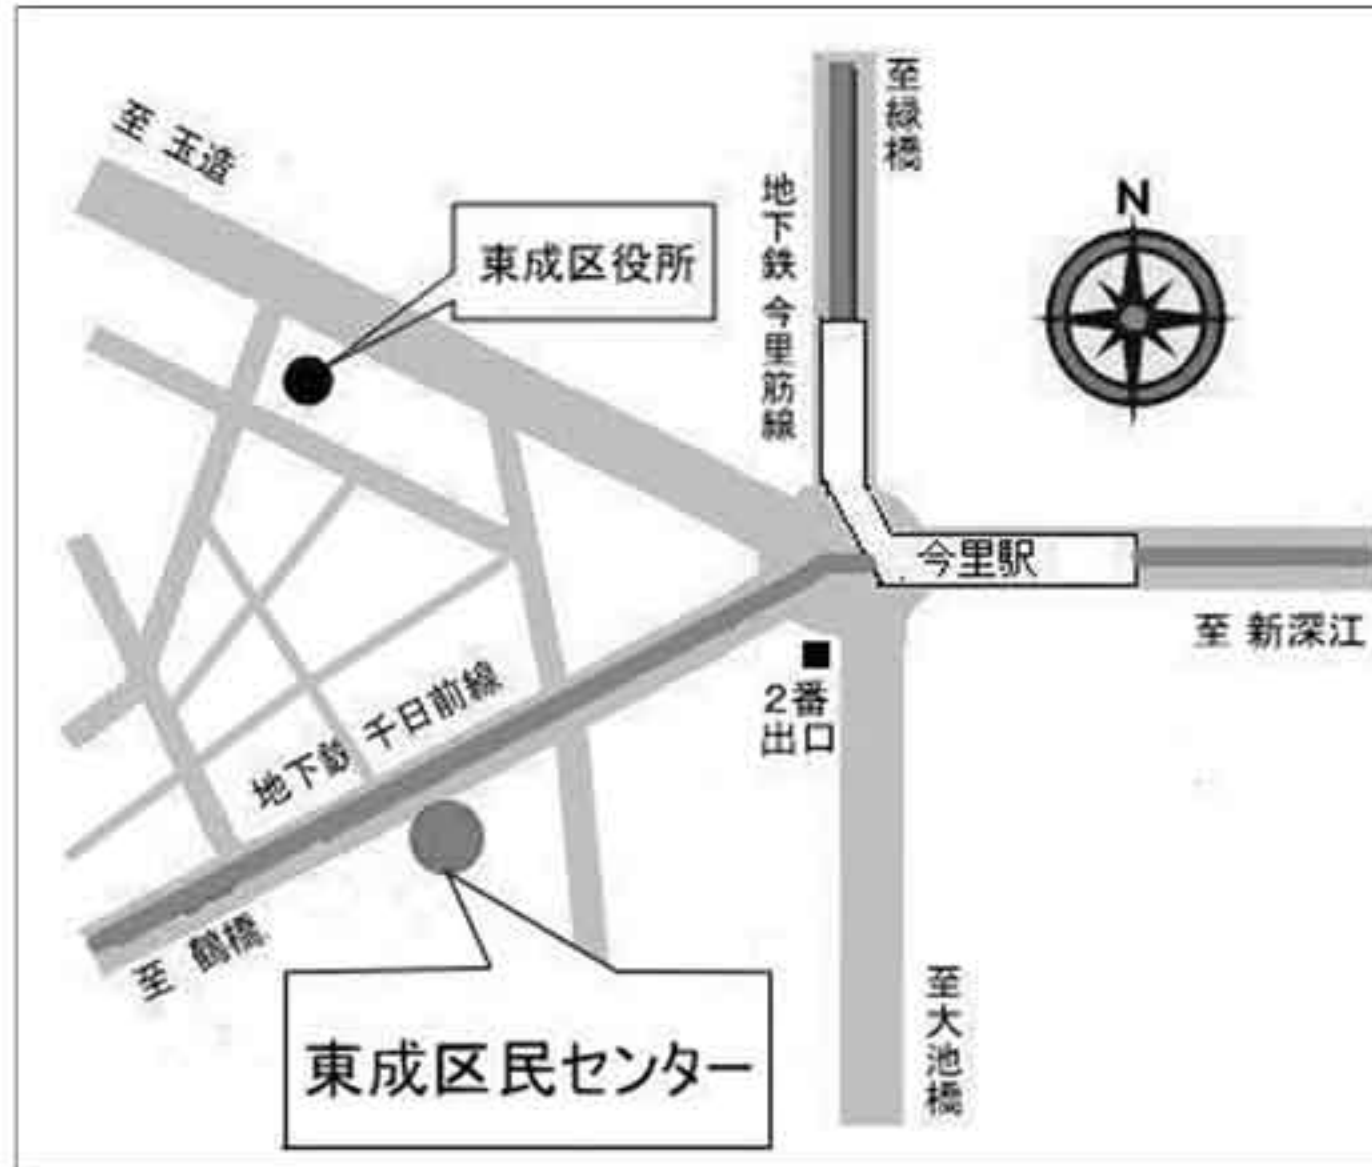 至 玉造
至緑橋
地下鉄 今里筋線
N
東成区役所
今里駅
至 新深江
2番
出口
地下鉄 千日前線
至 鶴橋
東成区民センター
至大池橋